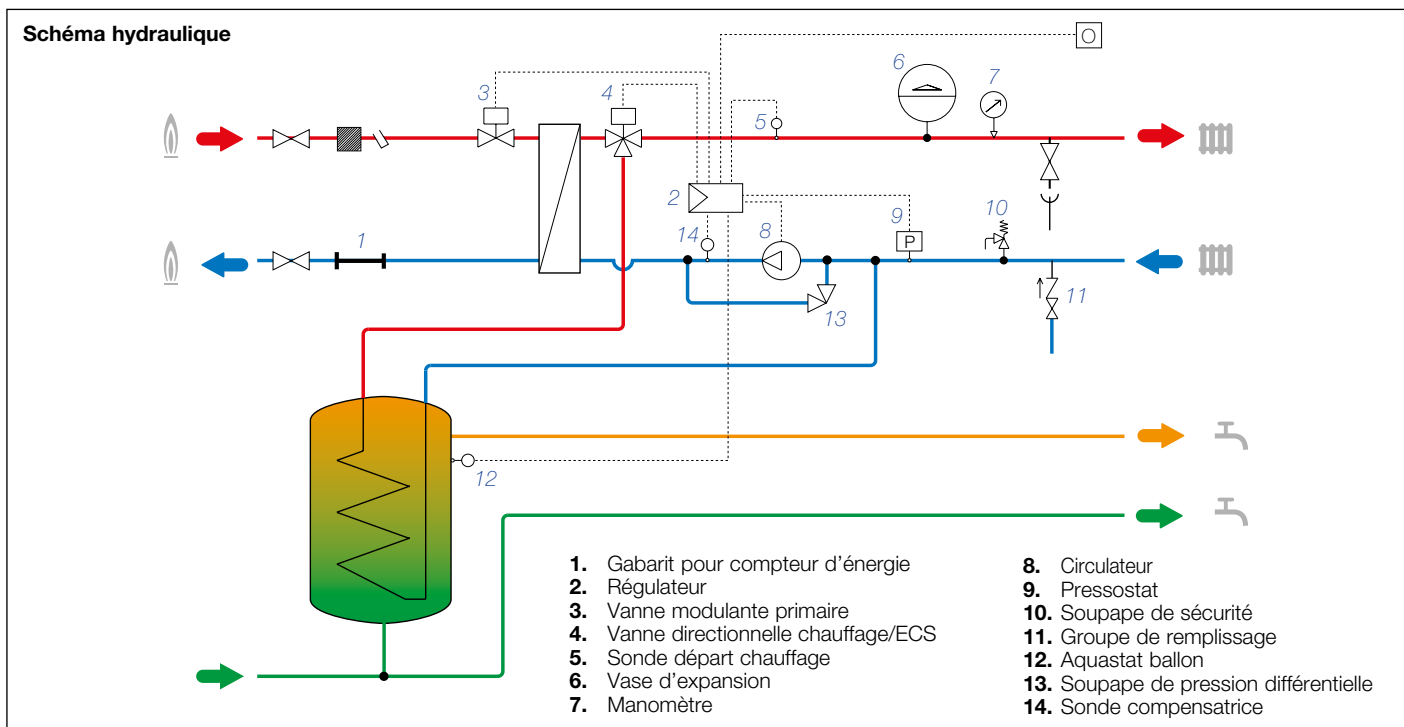 Schéma hydraulique
O
3
4
5
6
7
2
1
14
8
9
P
10
11
13
12
1. Gabarit pour compteur d’énergie
2. Régulateur
3. Vanne modulante primaire
4. Vanne directionnelle chauffage/ECS
5. Sonde départ chauffage
6. Vase d’expansion
7. Manomètre
8. Circulateur
9. Pressostat
10. Soupape de sécurité
11. Groupe de remplissage
12. Aquastat ballon
13. Soupape de pression différentielle
14. Sonde compensatrice